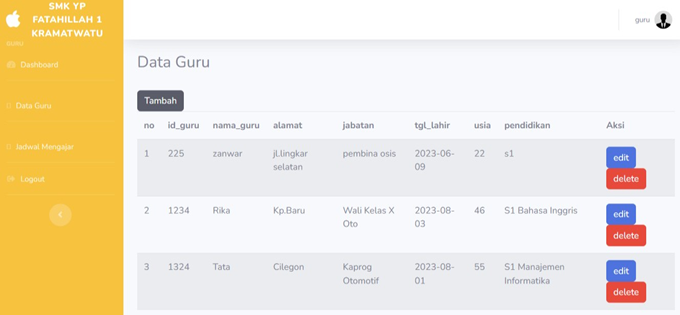 SMK YP
FATAHILLAH 1
KRAMATWATU
GURU
Dashboard
Data Guru
Jadwal Mengajar
Logout
guru
Data Guru
Tambah
no id_guru nama_guru alamat jabatan tgl_lahir usia pendidikan Aksi
1 225 zanwar jl.lingkar pembina osis 2023-06- 22 s1 edit
selatan 09 delete
2 1234 Rika Kp.Baru Wali Kelas X 2023-08- 46 S1 Bahasa Inggris edit
Oto 03 delete
3 1324 Tata Cilegon Kaprog 2023-08- 55 S1 Manajemen edit
Otomotif 01 Informatika delete